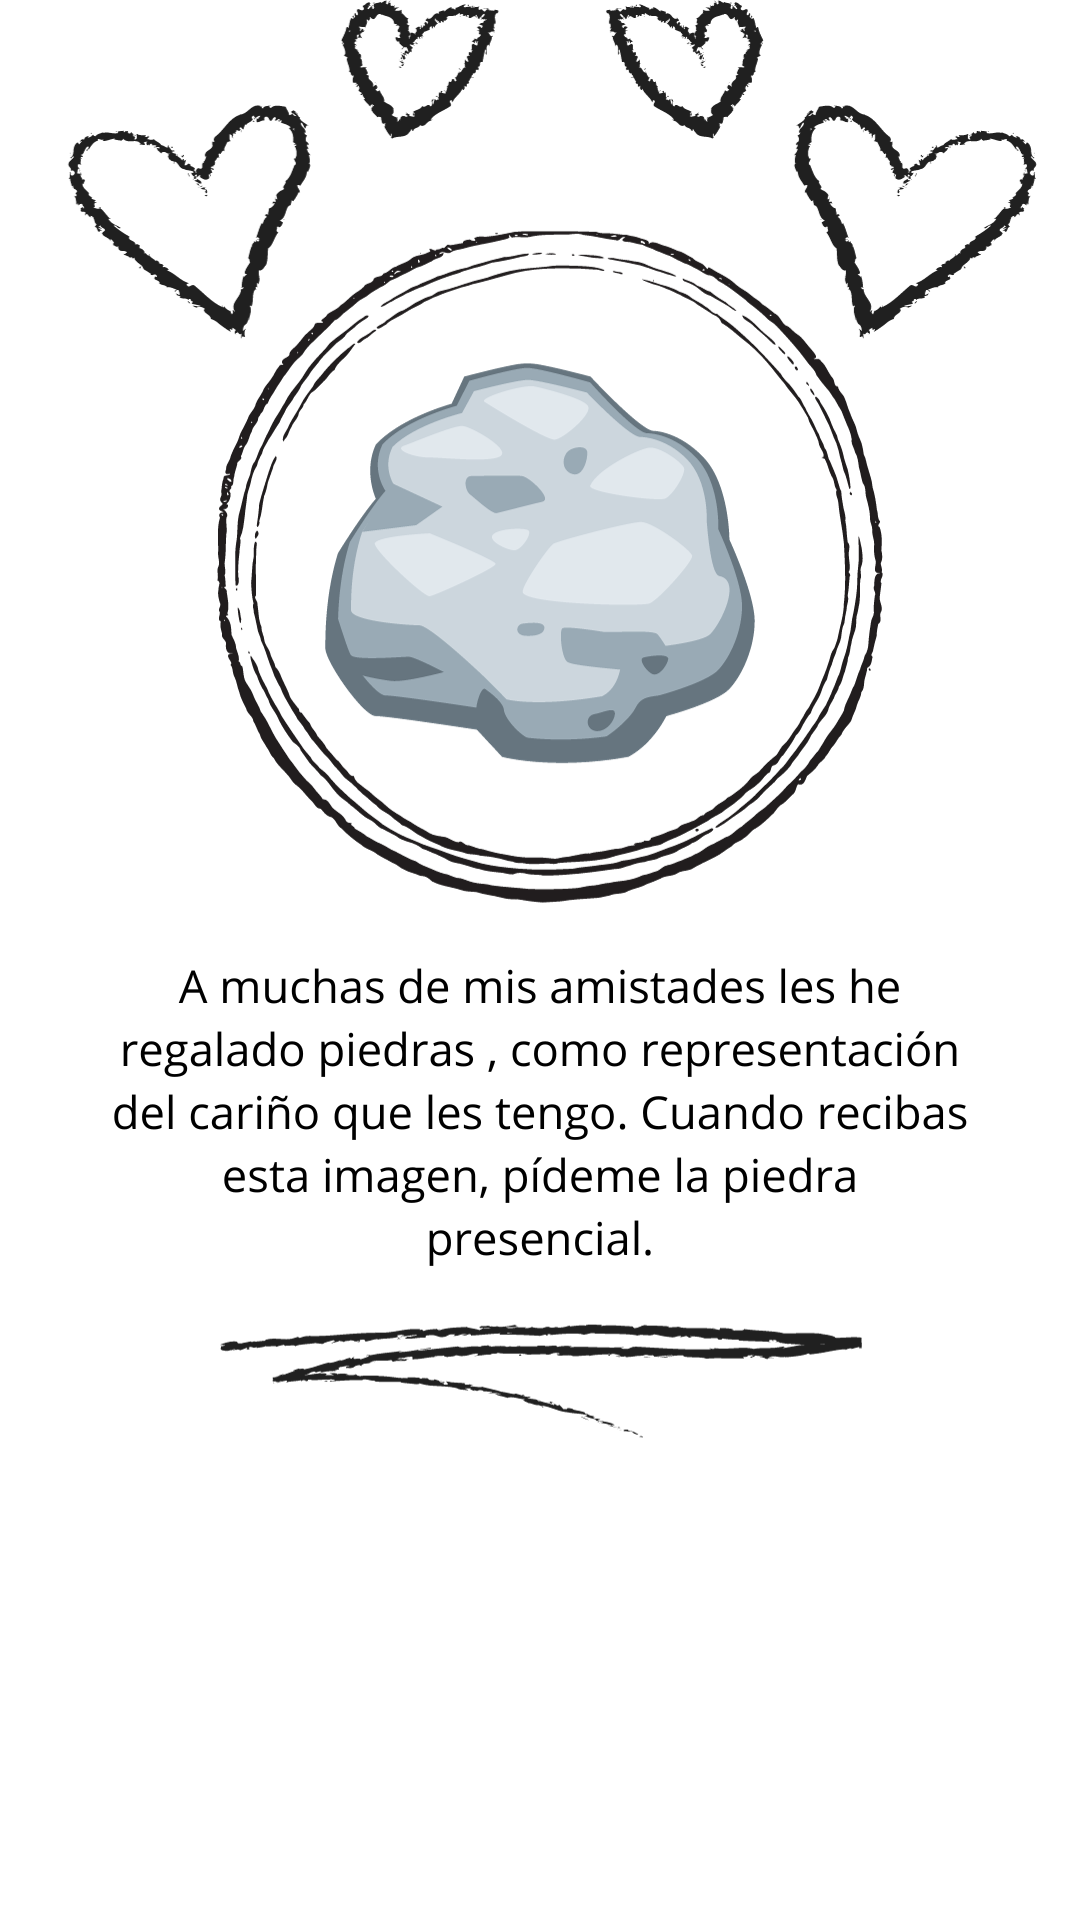 A muchas de mis amistades les he
regalado piedras , como representación
del cariño que les tengo. Cuando recibas
esta imagen, pídeme la piedra
presencial.